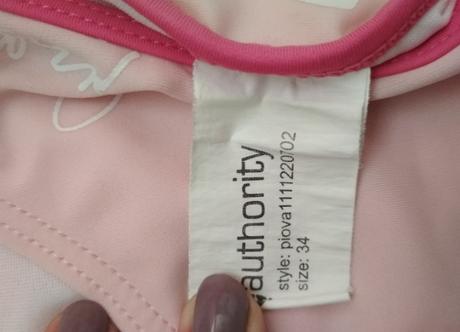 authority
style: piova1111220702
size: 34